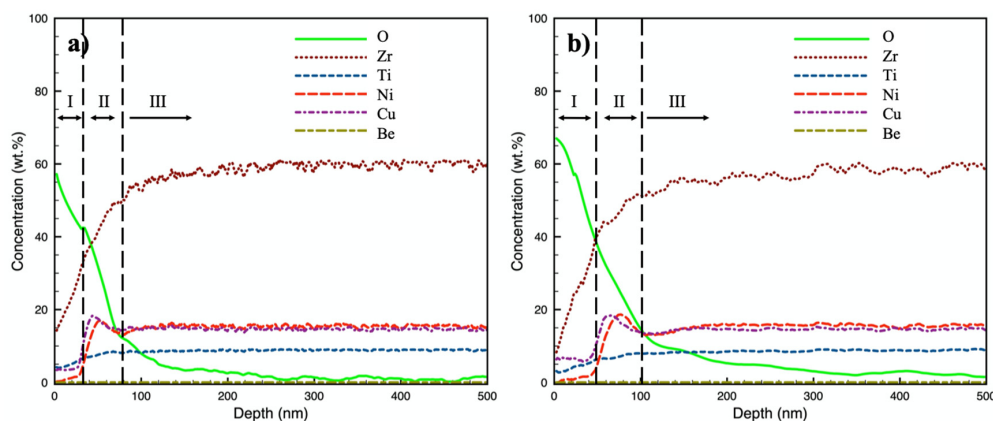 a)
O
Zr
Ti
Ni
Cu
Be
I II III
Concentration (wt.%)
100
80
60
40
20
0
0 100 200 300 400 500
Depth (nm)
b)
O
Zr
Ti
Ni
Cu
Be
I II III
Concentration (wt.%)
100
80
60
40
20
0
0 100 200 300 400 500
Depth (nm)